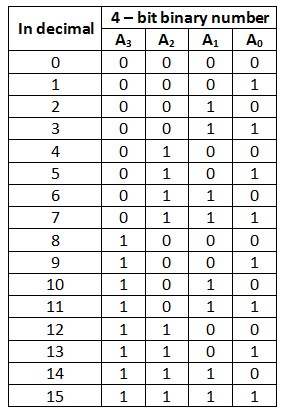 In decimal 4 – bit binary number
A₃ A₂ A₁ A₀
0 0 0 0 0
1 0 0 0 1
2 0 0 1 0
3 0 0 1 1
4 0 1 0 0
5 0 1 0 1
6 0 1 1 0
7 0 1 1 1
8 1 0 0 0
9 1 0 0 1
10 1 0 1 0
11 1 0 1 1
12 1 1 0 0
13 1 1 0 1
14 1 1 1 0
15 1 1 1 1